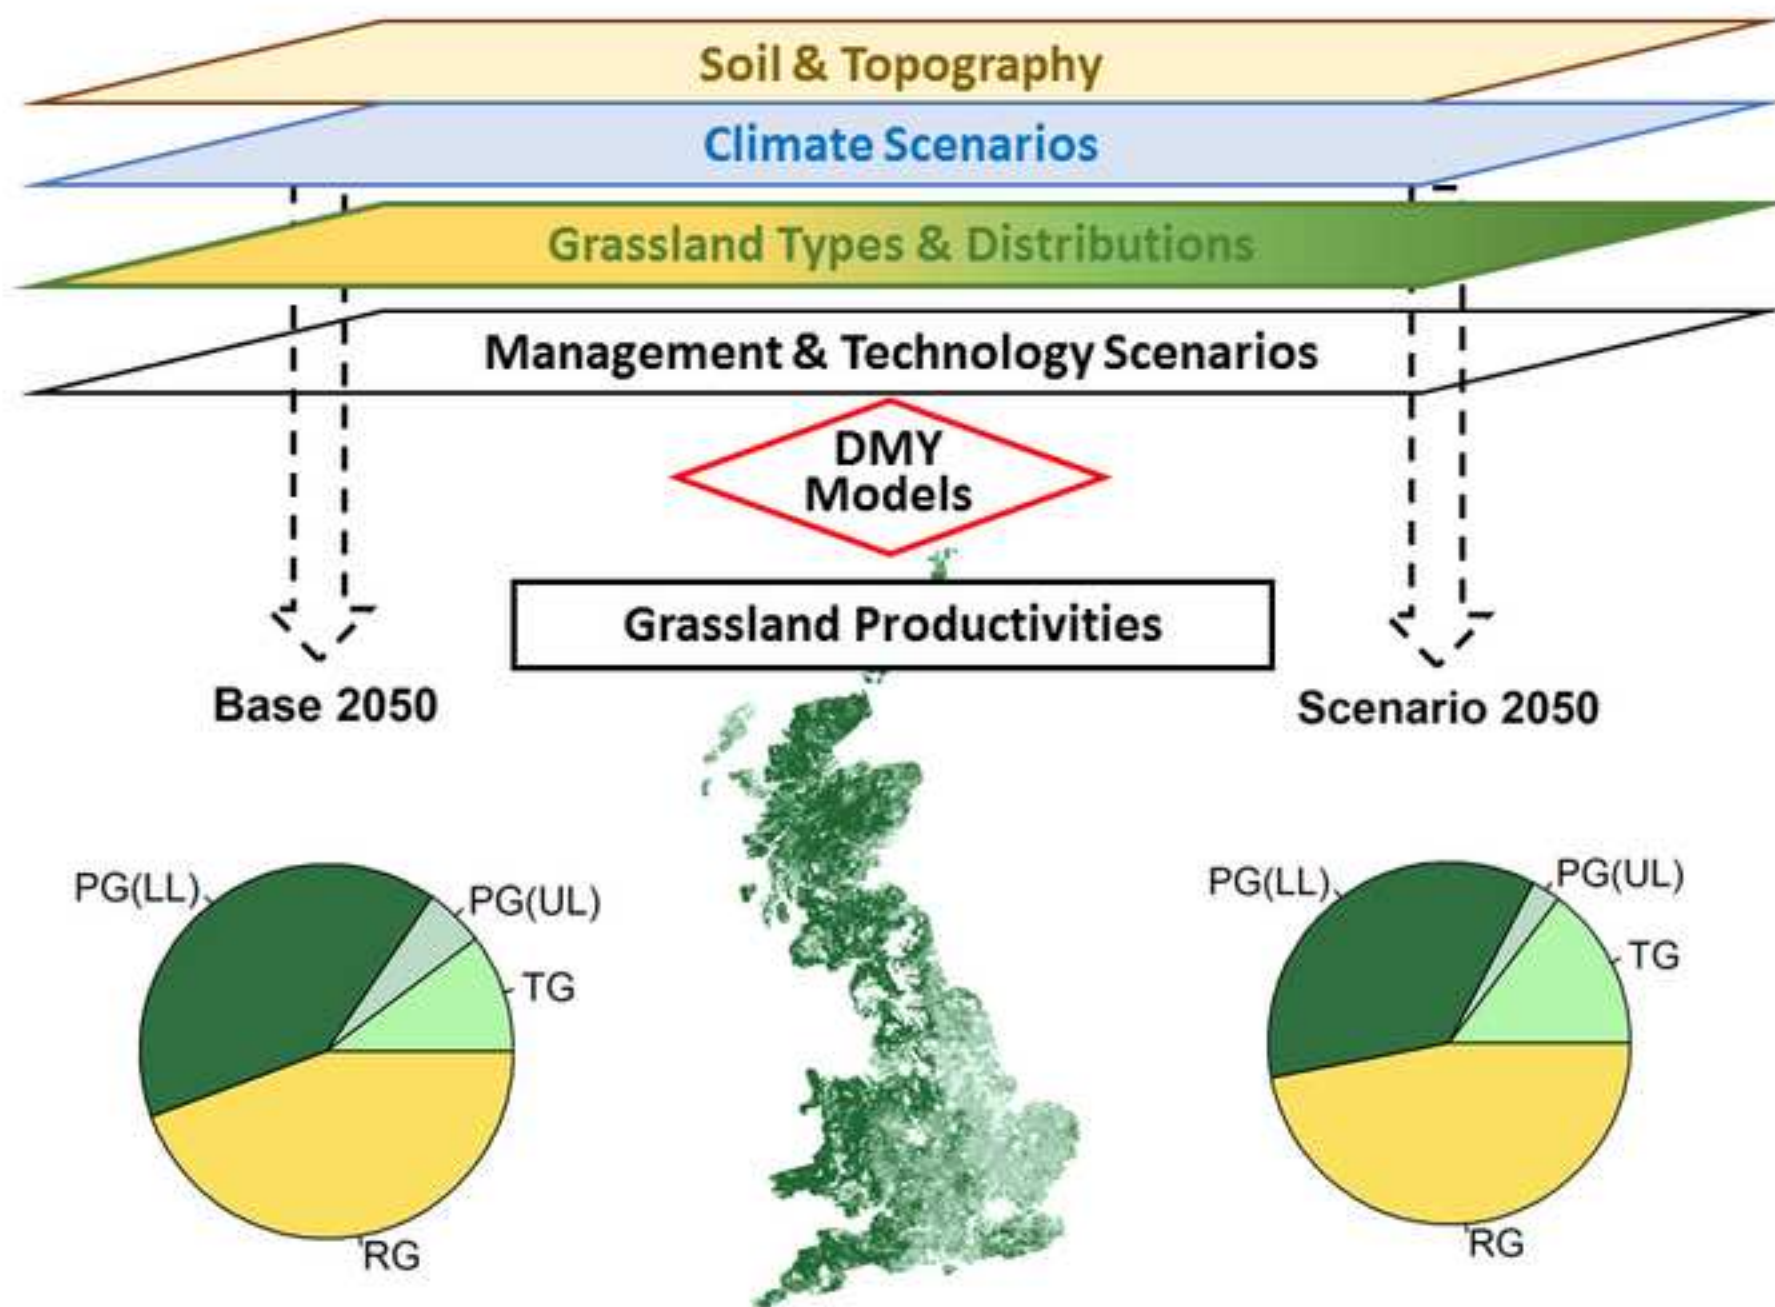 Soil & Topography
Climate Scenarios
Grassland Types & Distributions
Management & Technology Scenarios
DMY
Models
Grassland Productivities
Base 2050
Scenario 2050
PG(LL)
PG(UL)
TG
RG
PG(LL)
PG(UL)
TG
RG